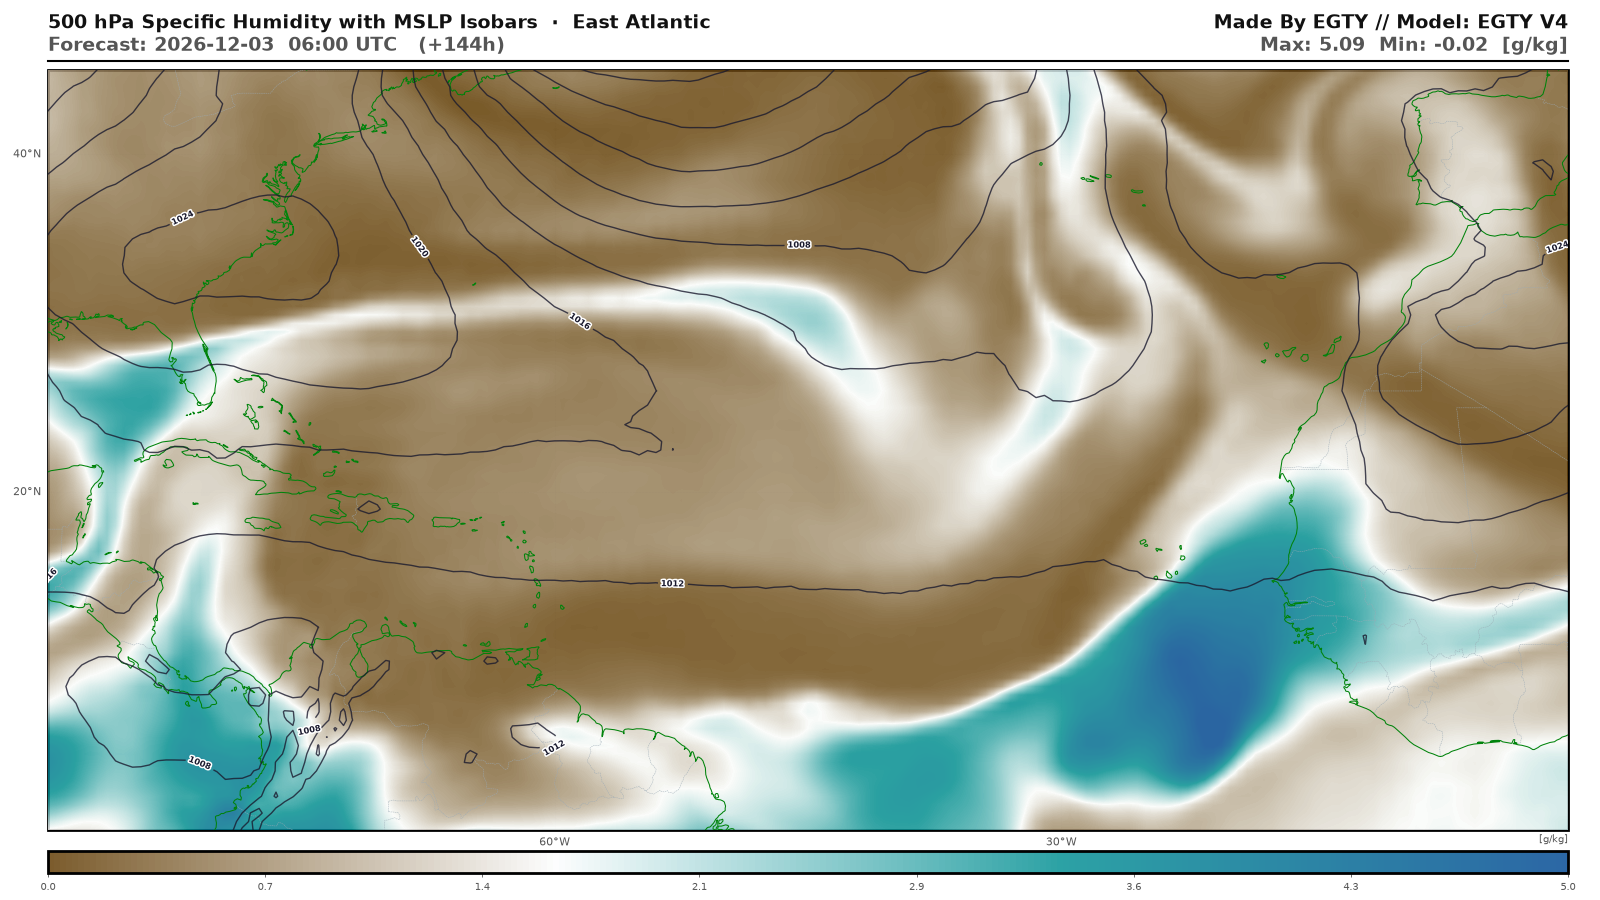 500 hPa Specific Humidity with MSLP Isobars · East Atlantic
Made By EGTY // Model: EGTY V4
Forecast: 2026-12-03 06:00 UTC (+144h)
Max: 5.09 Min: -0.02 [g/kg]
40°N
1024
1020
1008
1024
1016
20°N
16
1012
1008
1012
1008
60°W
30°W
[g/kg]
0.0
0.7
1.4
2.1
2.9
3.6
4.3
5.0